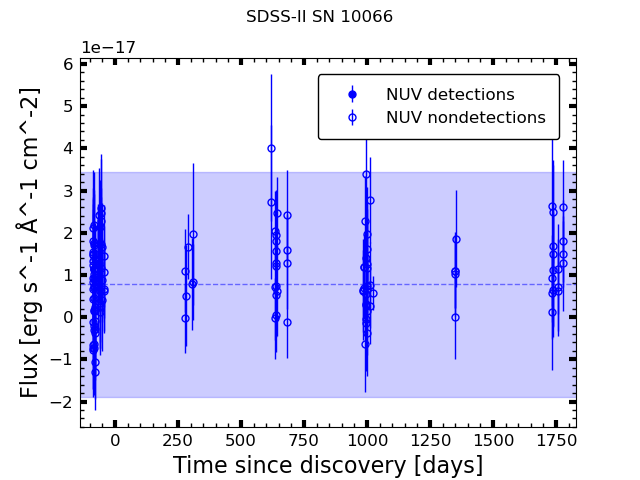 SDSS-II SN 10066
1e−17
6
5
4
3
2
1
0
−1
−2
Flux [erg s^-1 Å^-1 cm^-2]
NUV detections
NUV nondetections
0 250 500 750 1000 1250 1500 1750
Time since discovery [days]